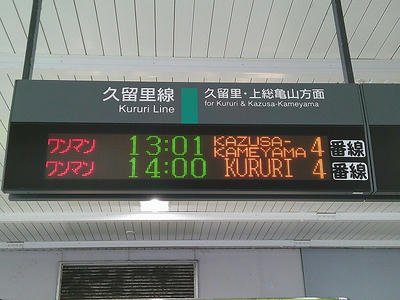 久留里線 久留里・上総亀山方面
Kururi Line for Kururi & Kazusa-Kameyama
ワンマン 13:01 KAZUSA-KAMEYAMA 4 番線
ワンマン 14:00 KURURI 4 番線